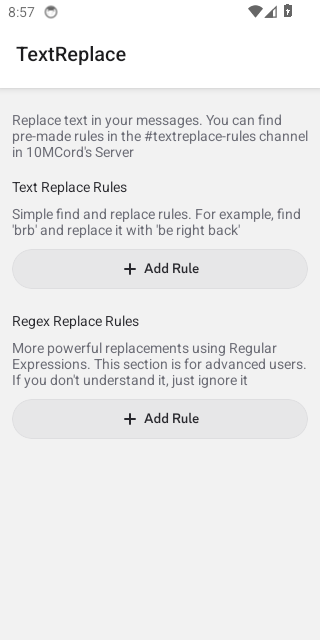 8:57
TextReplace
Replace text in your messages. You can find
pre-made rules in the #textreplace-rules channel
in 10MCord's Server
Text Replace Rules
Simple find and replace rules. For example, find
'brb' and replace it with 'be right back'
Add Rule
Regex Replace Rules
More powerful replacements using Regular
Expressions. This section is for advanced users.
If you don't understand it, just ignore it
Add Rule